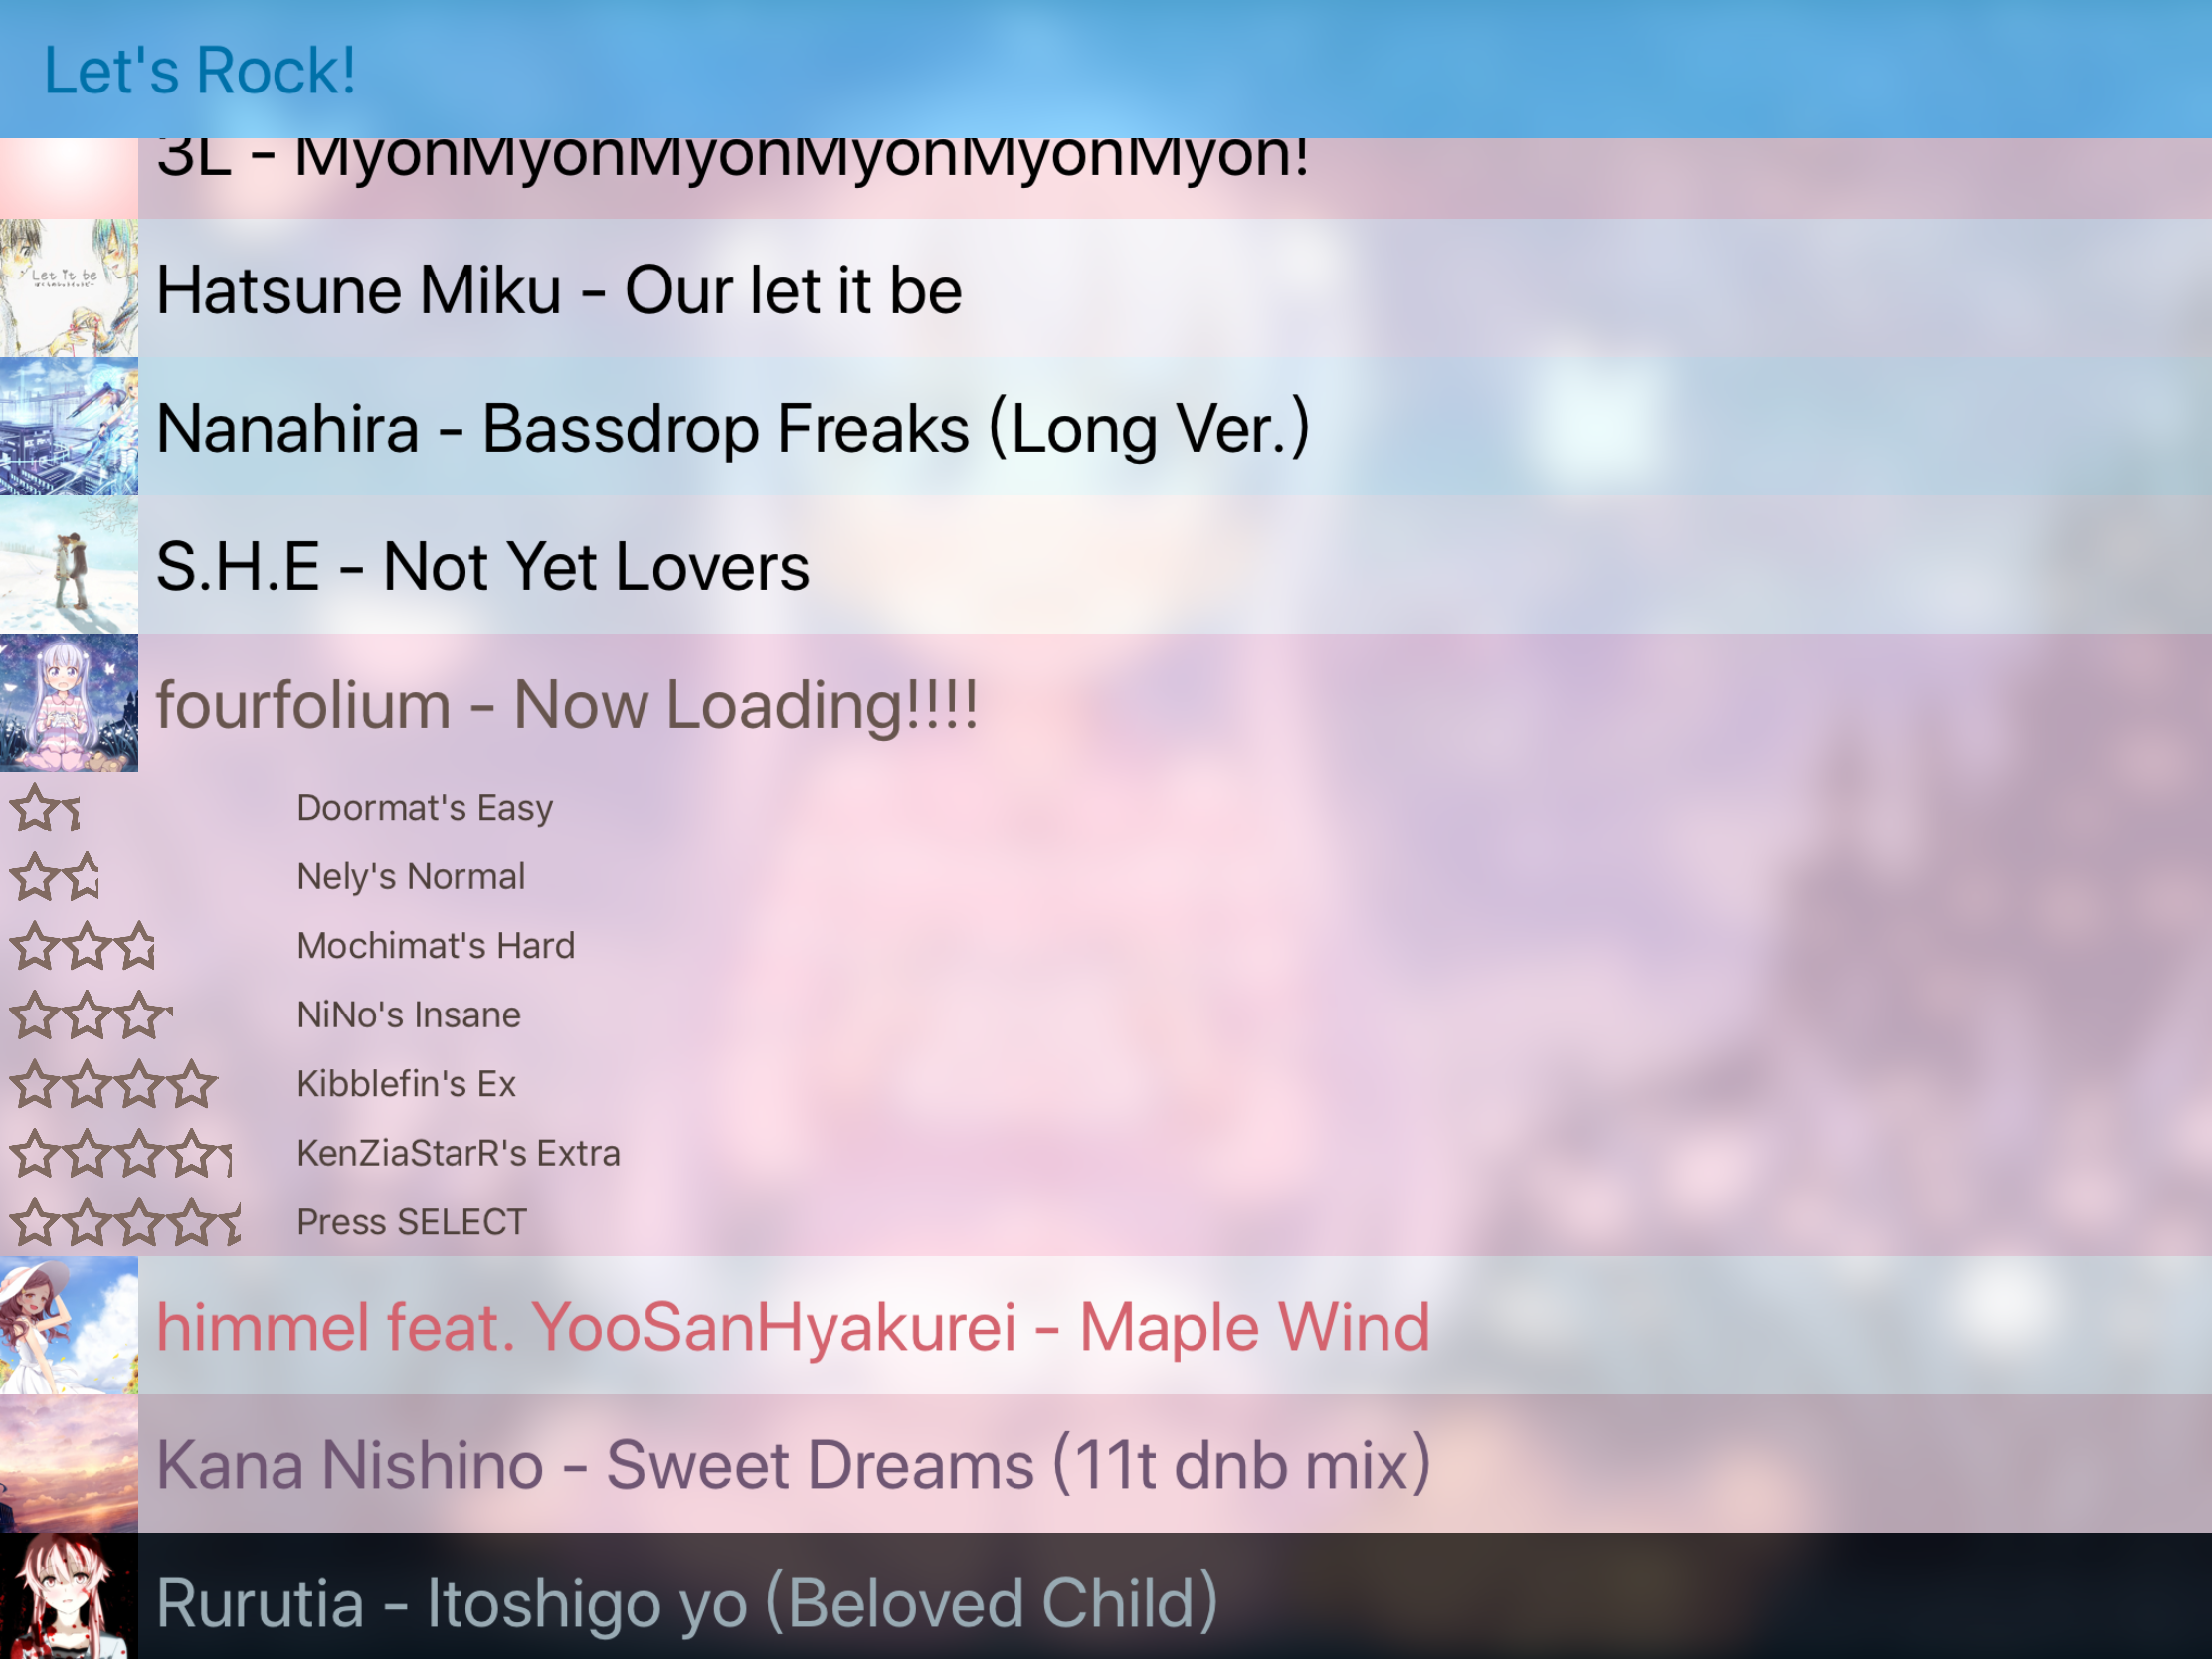 Let's Rock!
3L - MyonMyonMyonMyonMyonMyon!
Let it be
Hatsune Miku - Our let it be
Nanahira - Bassdrop Freaks (Long Ver.)
S.H.E - Not Yet Lovers
fourfolium - Now Loading!!!!
Doormat's Easy
Nely's Normal
Mochimat's Hard
NiNo's Insane
Kibblefin's Ex
KenZiaStarR's Extra
Press SELECT
himmel feat. YooSanHyakurei - Maple Wind
Kana Nishino - Sweet Dreams (11t dnb mix)
Rurutia - Itoshigo yo (Beloved Child)